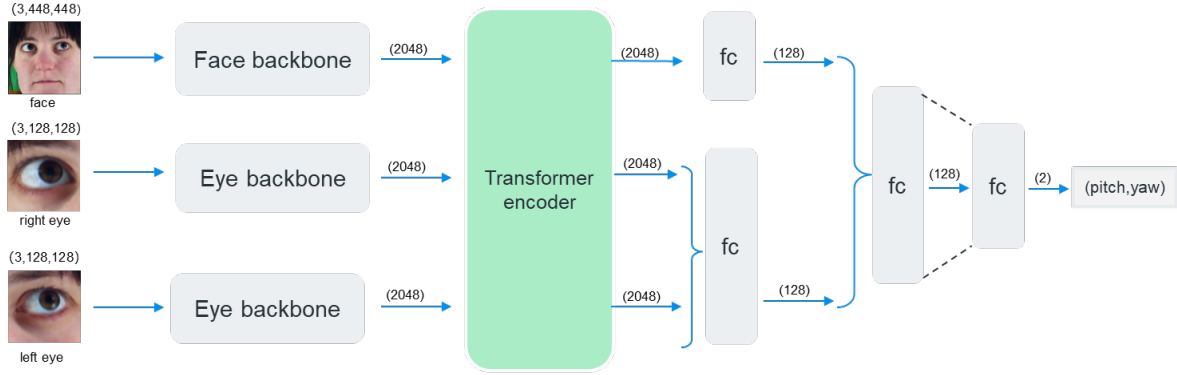 (3,448,448)
face
Face backbone
(2048)
(2048)
fc
(128)
(3,128,128)
right eye
Eye backbone
(2048)
Transformer
encoder
(2048)
fc
(128)
fc
(128)
fc
(2)
(pitch,yaw)
(3,128,128)
left eye
Eye backbone
(2048)
(2048)